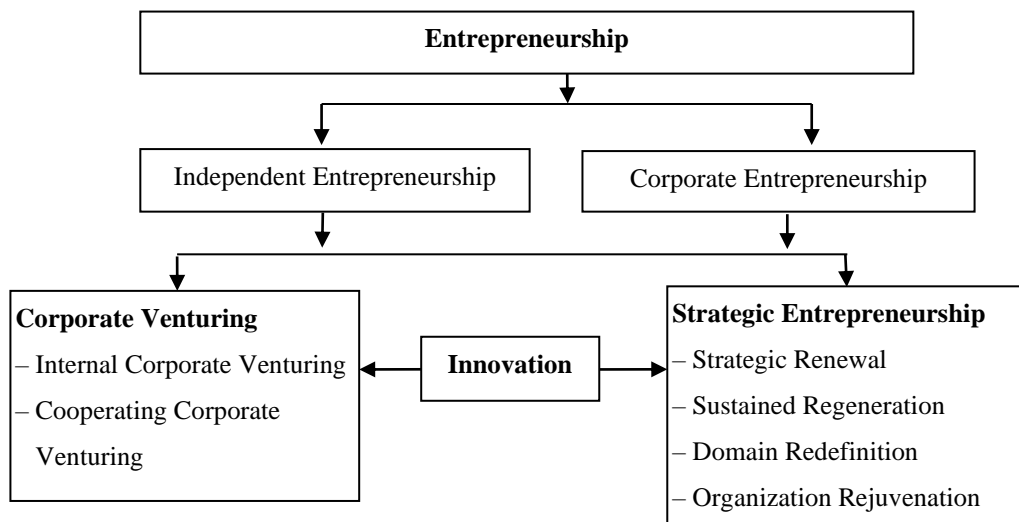 Entrepreneurship
Independent Entrepreneurship
Corporate Entrepreneurship
Corporate Venturing
– Internal Corporate Venturing
– Cooperating Corporate
Venturing
Innovation
Strategic Entrepreneurship
– Strategic Renewal
– Sustained Regeneration
– Domain Redefinition
– Organization Rejuvenation